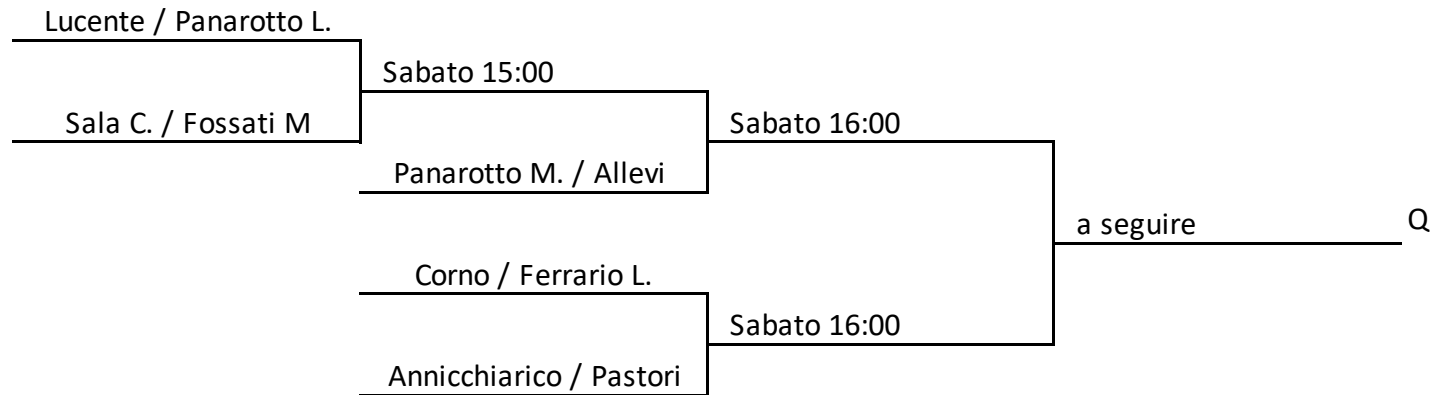 Lucente / Panarotto L.
Sabato 15:00
Sala C. / Fossati M
Sabato 16:00
Panarotto M. / Allevi
a seguire
Q
Corno / Ferrario L.
Sabato 16:00
Annicchiarico / Pastori